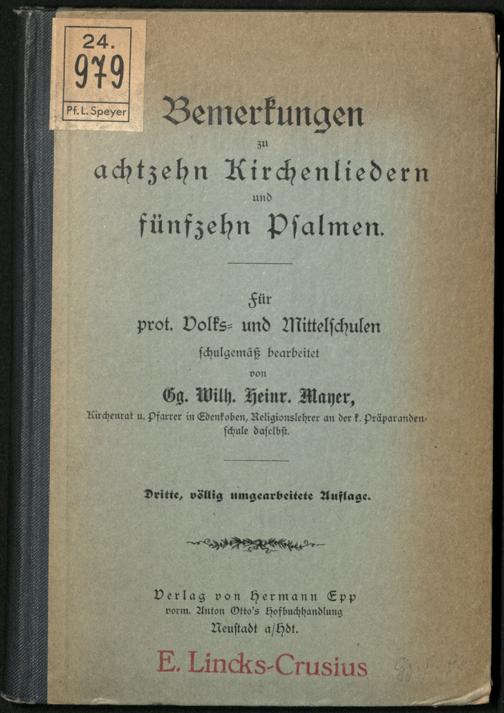 24.
979
Pf. L. Speyer
Bemerkungen
zu
achtzehn Kirchenliedern
und
fünfzehn Psalmen.
Für
prot. Volks- und Mittelschulen
schulgemäß bearbeitet
von
Gg. Wilh. Heinr. Mayer,
Kirchenrat u. Pfarrer in Edenkoben, Religionslehrer an der k. Präparanden-
schule daselbst.
Dritte, völlig umgearbeitete Auflage.
Verlag von Hermann Epp
vorm. Anton Otto's Hofbuchhandlung
Neustadt a/Hdt.
E. Lincks-Crusius